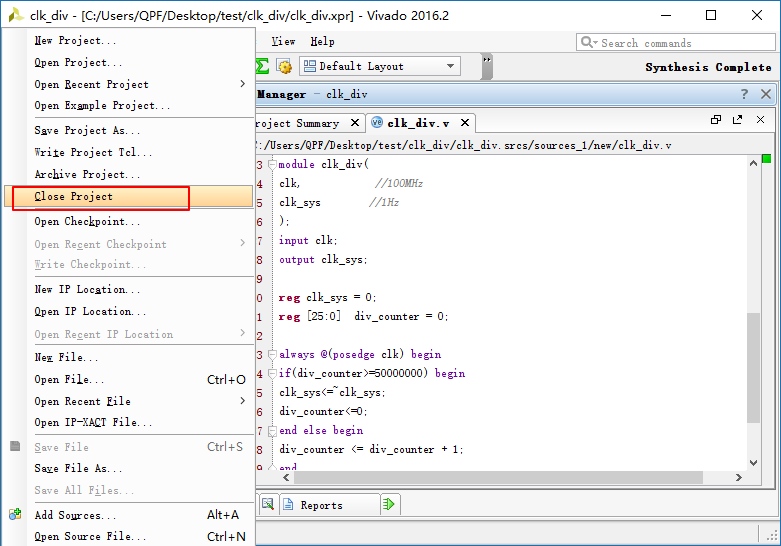 clk_div - [C:/Users/QPF/Desktop/test/clk_div/clk_div.xpr] - Vivado 2016.2
View Help
Search commands
Default Layout
Synthesis Complete
Manager - clk_div
roject Summary
clk_div.v
:/Users/QPF/Desktop/test/clk_div/clk_div.srcs/sources_1/new/clk_div.v
New Project...
Open Project...
Open Recent Project
Open Example Project...
Save Project As...
Write Project Tcl...
Archive Project...
Close Project
Open Checkpoint...
Open Recent Checkpoint
Write Checkpoint...
New IP Location...
Open IP Location...
Open Recent IP Location
New File...
Open File... Ctrl+O
Open Recent File
Open IP-XACT File...
Save File Ctrl+S
Save File As...
Save All Files...
Add Sources... Alt+A
Open Source File... Ctrl+N
3 module clk_div(
4 clk, //100MHz
5 clk_sys //1Hz
6 );
7 input clk;
8 output clk_sys;
9
0 reg clk_sys = 0;
1 reg [25:0] div_counter = 0;
2
3 always @(posedge clk) begin
4 if(div_counter>=50000000) begin
5 clk_sys<=~clk_sys;
6 div_counter<=0;
7 end else begin
8 div_counter <= div_counter + 1;
9 end
Reports